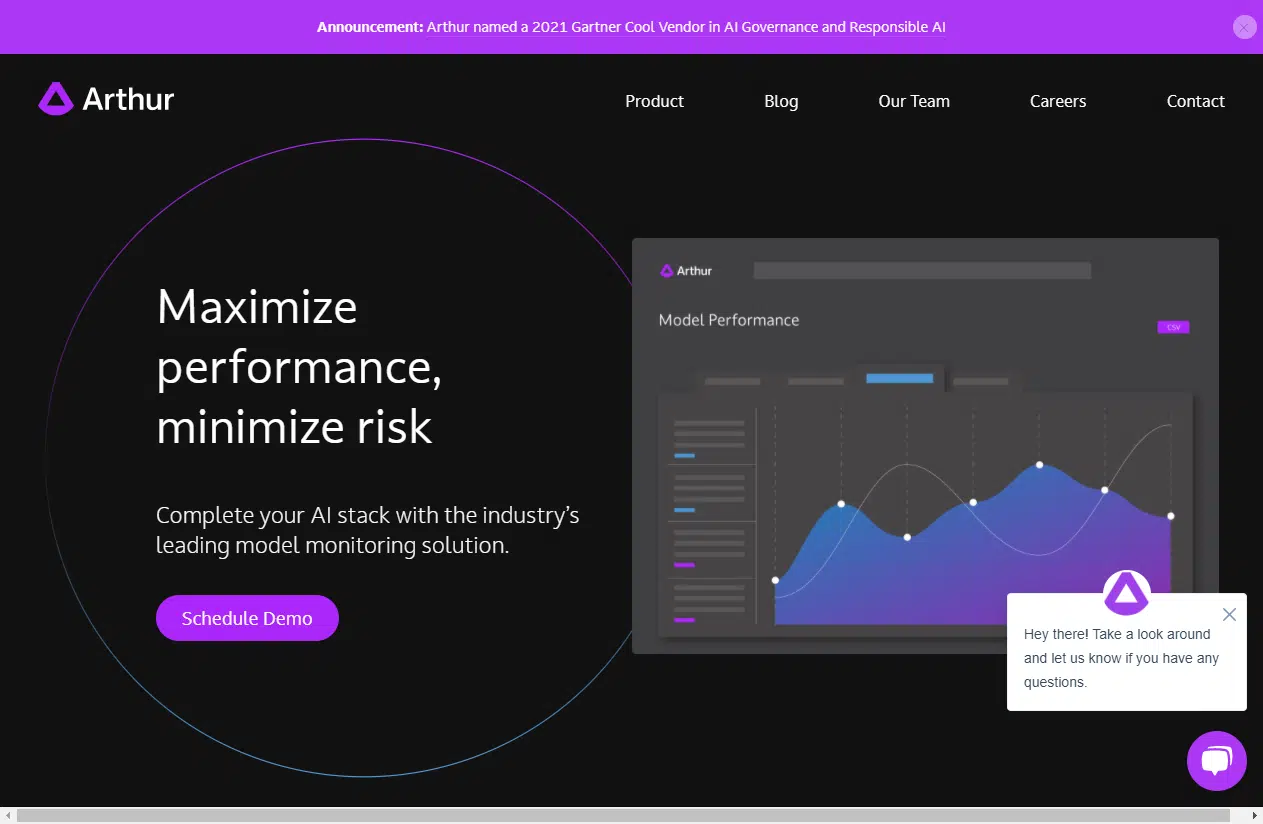 Announcement: Arthur named a 2021 Gartner Cool Vendor in AI Governance and Responsible AI
Arthur
Product
Blog
Our Team
Careers
Contact
Maximize
performance,
minimize risk
Complete your AI stack with the industry’s
leading model monitoring solution.
Schedule Demo
Arthur
Model Performance
CSV
Hey there! Take a look around
and let us know if you have any
questions.